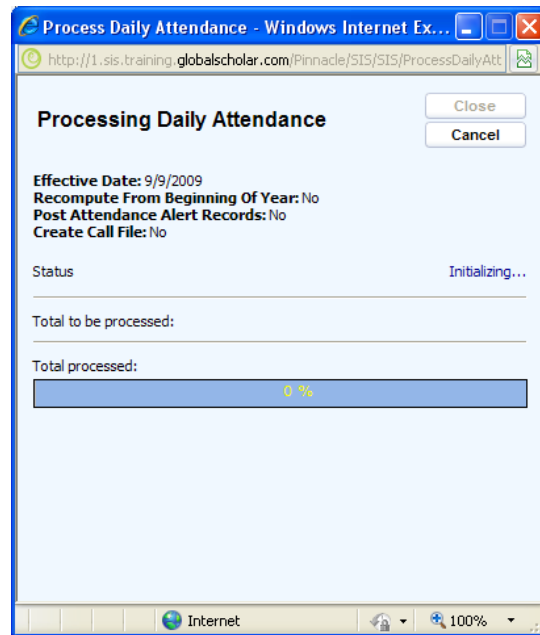 Process Daily Attendance - Windows Internet Ex...
http://1.sis.training.globalscholar.com/Pinnacle/SIS/SIS/ProcessDailyAtt
Close
Processing Daily Attendance
Cancel
Effective Date: 9/9/2009
Recompute From Beginning Of Year: No
Post Attendance Alert Records: No
Create Call File: No
Status Initializing...
Total to be processed:
Total processed:
0 %
Internet 100%